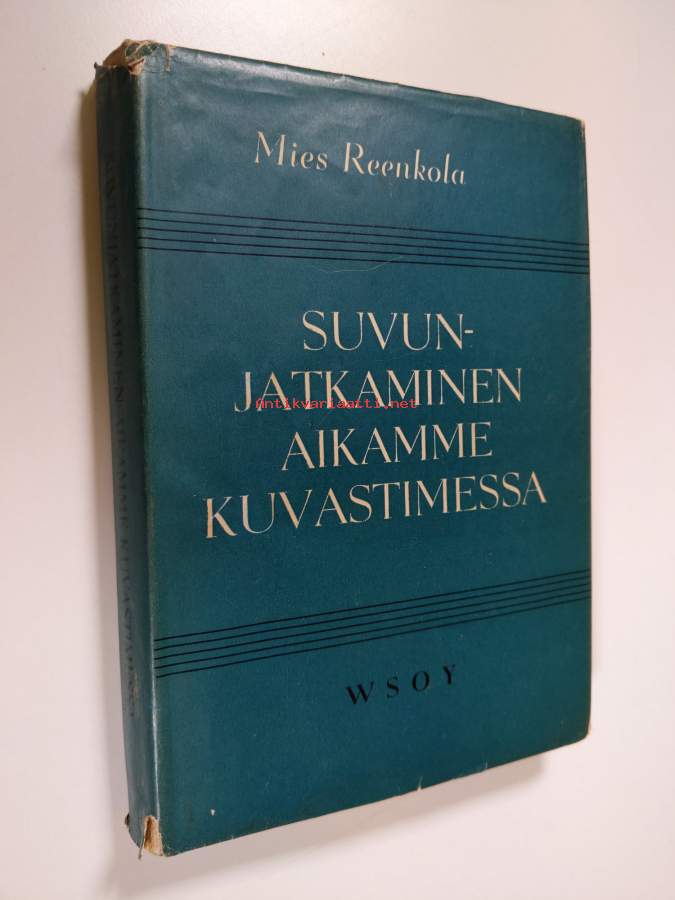 Mies Reenkola
SUVUN-
JATKAMINEN
Antikvariaatti.net
AIKAMME
KUVASTIMESSA
WSOY